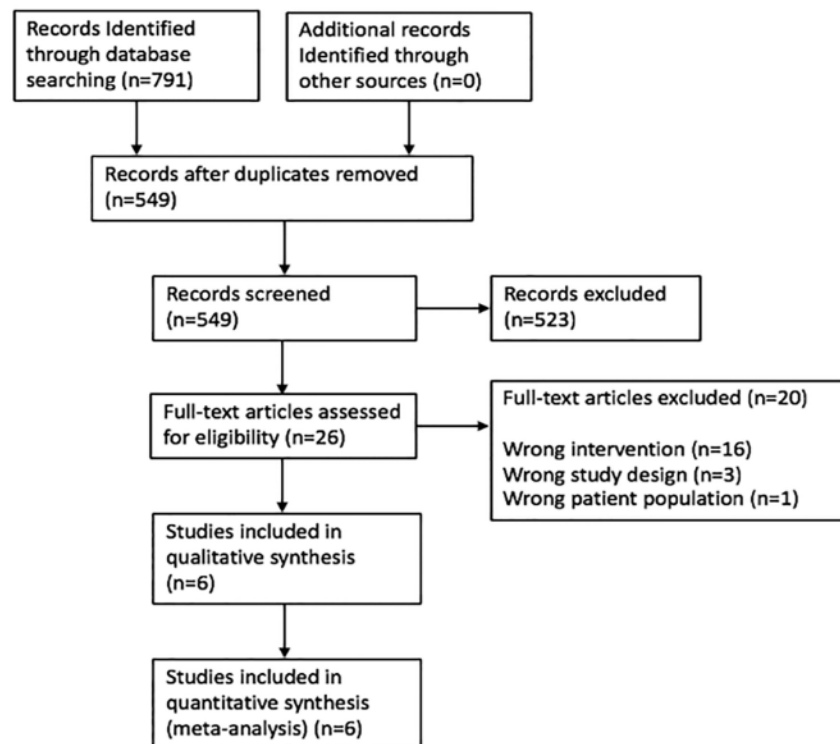 Records Identified
through database
searching (n=791)
Additional records
Identified through
other sources (n=0)
Records after duplicates removed
(n=549)
Records screened
(n=549)
Records excluded
(n=523)
Full-text articles assessed
for eligibility (n=26)
Full-text articles excluded (n=20)
Wrong intervention (n=16)
Wrong study design (n=3)
Wrong patient population (n=1)
Studies included in
qualitative synthesis
(n=6)
Studies included in
quantitative synthesis
(meta-analysis) (n=6)